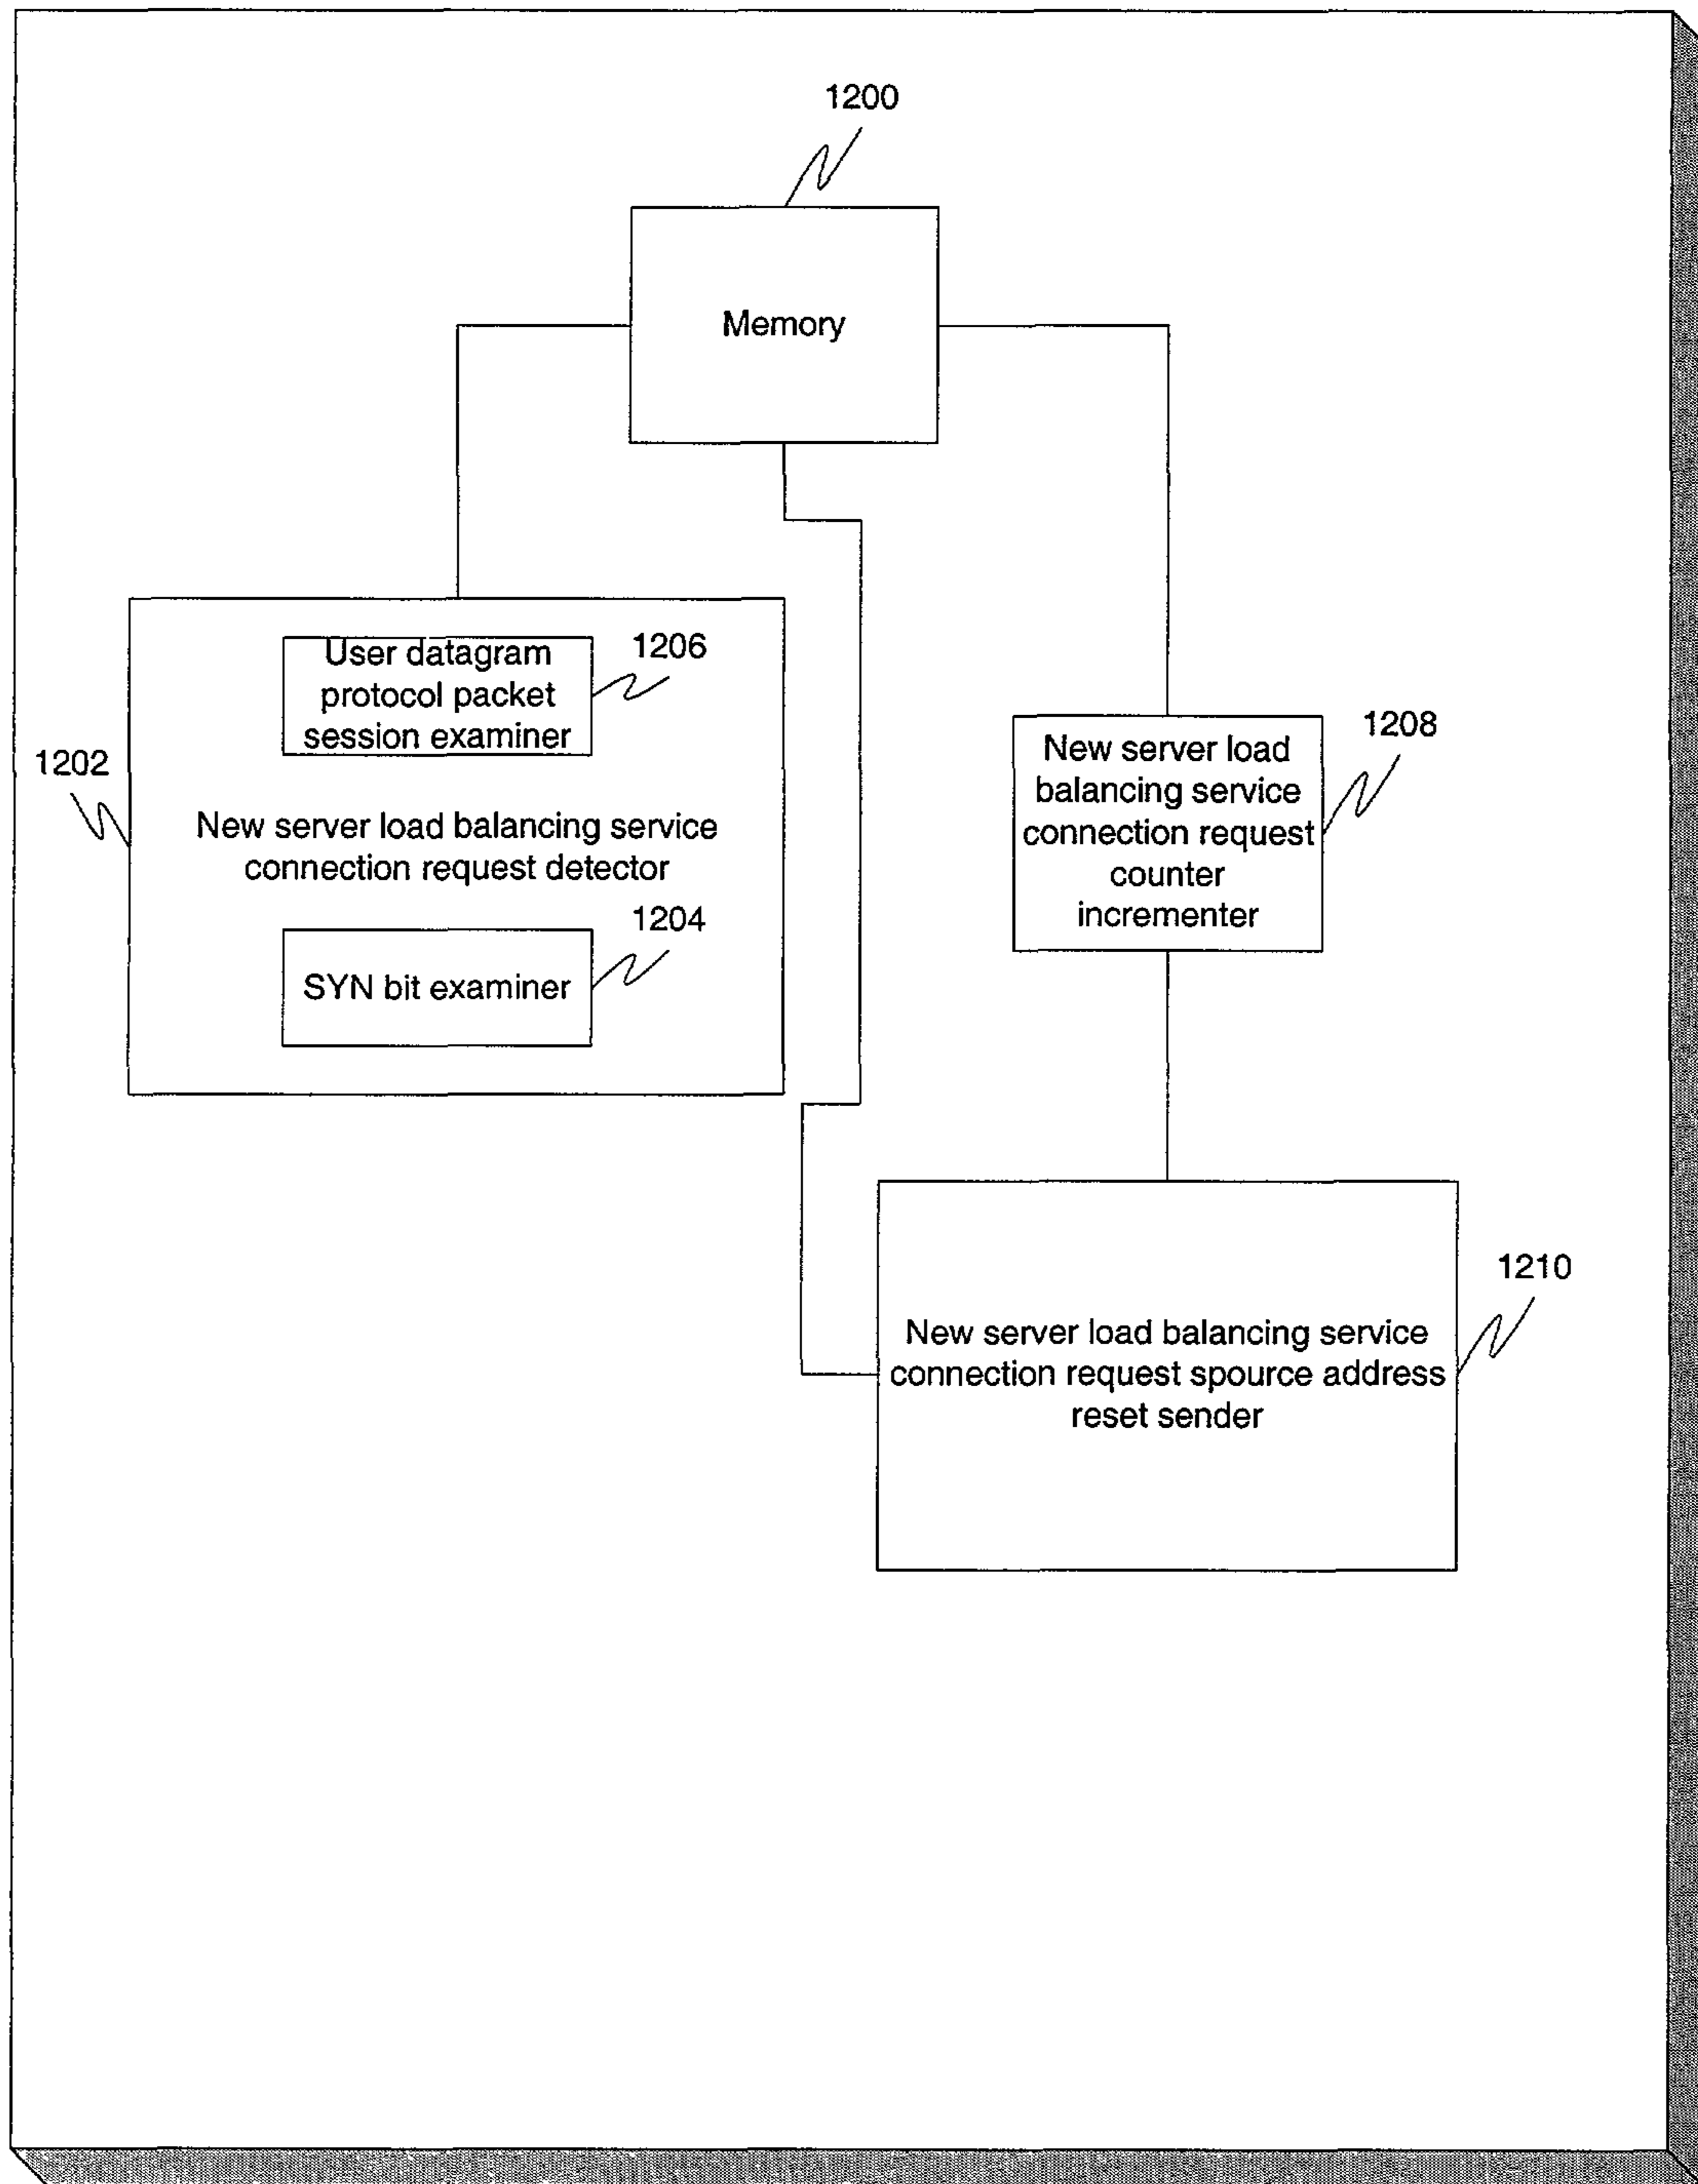 1200
Memory
User datagram
protocol packet
session examiner
1206
1202
New server load balancing service
connection request detector
1204
SYN bit examiner
New server load
balancing service
connection request
counter
incrementer
1208
1210
New server load balancing service
connection request spource address
reset sender